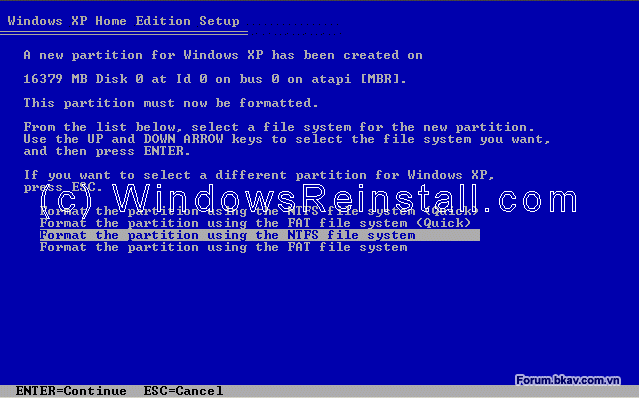 Windows XP Home Edition Setup
A new partition for Windows XP has been created on
16379 MB Disk 0 at Id 0 on bus 0 on atapi [MBR].
This partition must now be formatted.
From the list below, select a file system for the new partition.
Use the UP and DOWN ARROW keys to select the file system you want,
and then press ENTER.
If you want to select a different partition for Windows XP,
press ESC.
(c) WindowsReinstall.com
Format the partition using the NTFS file system (Quick)
Format the partition using the FAT file system (Quick)
Format the partition using the NTFS file system
Format the partition using the FAT file system
Forum.bkav.com.vn
ENTER=Continue ESC=Cancel